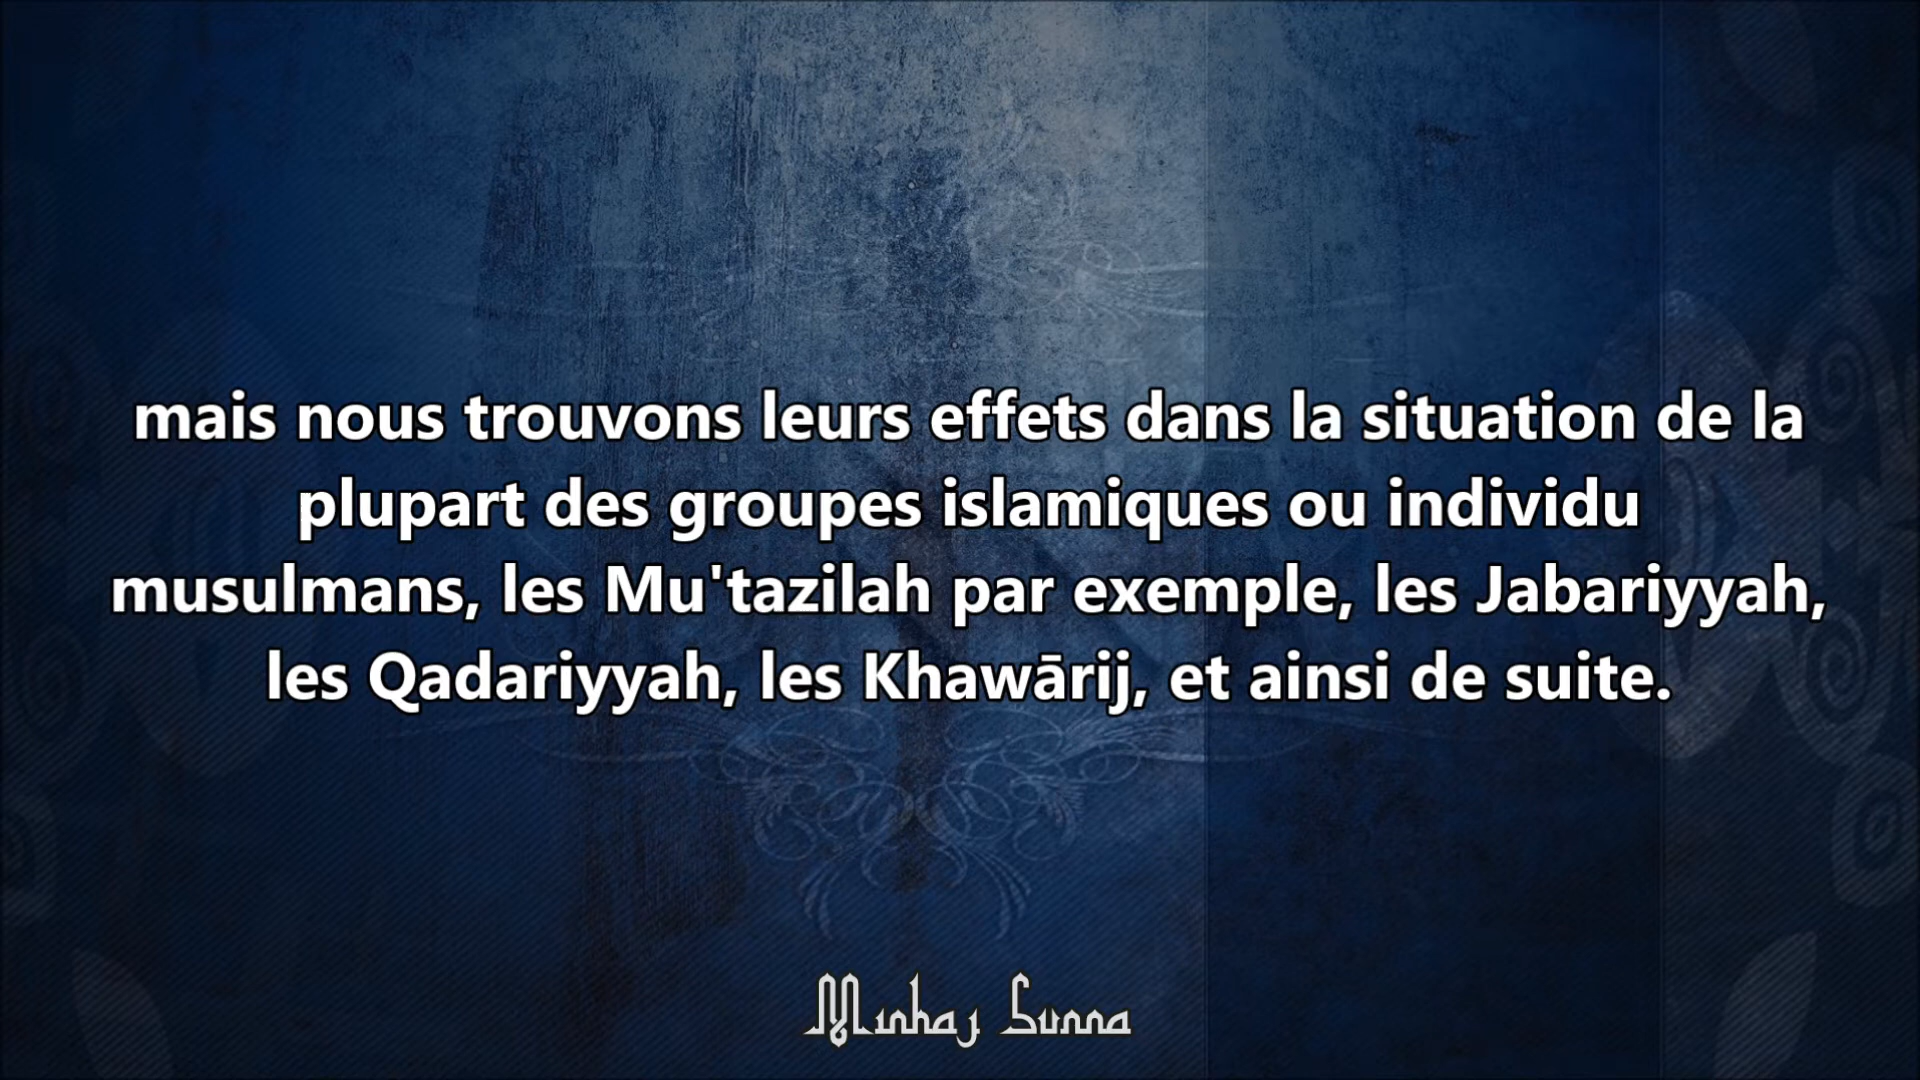 mais nous trouvons leurs effets dans la situation de la
plupart des groupes islamiques ou individu
musulmans, les Mu'tazilah par exemple, les Jabariyyah,
les Qadariyyah, les Khawārij, et ainsi de suite.
Minhaj Sunna